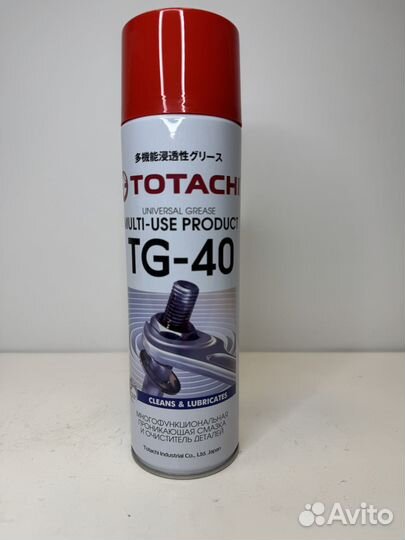 多機能浸透性グリース
TOTACHI
UNIVERSAL GREASE
MULTI-USE PRODUCT
TG-40
CLEANS & LUBRICATES
МНОГОФУНКЦИОНАЛЬНАЯ
ПРОНИКАЮЩАЯ СМАЗКА
И ОЧИСТИТЕЛЬ ДЕТАЛЕЙ
Totachi Industrial Co., LSS. Japan
Avito